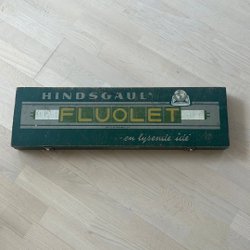 HINDSGAUL
FLUOLET
en lysende idé